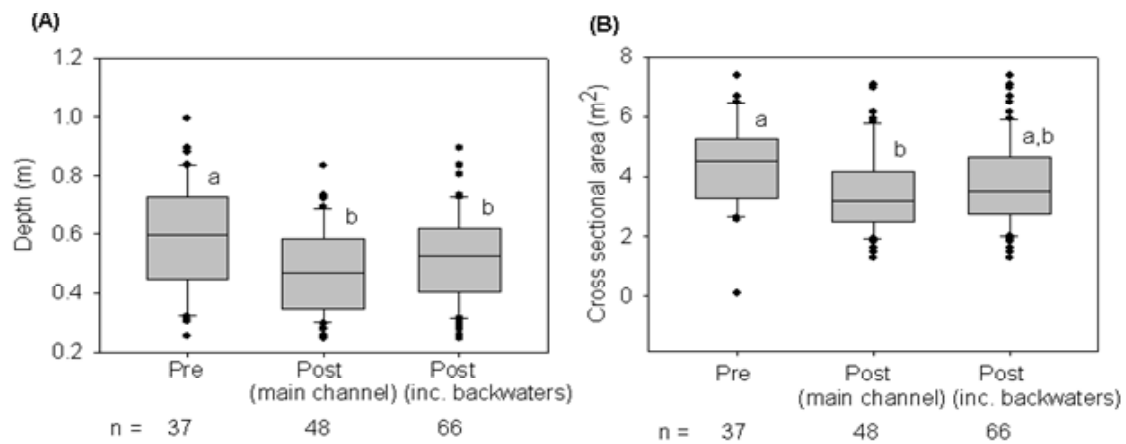 (A)
1.2
1.0
0.8
0.6
0.4
0.2
Depth (m)
a
b
b
Pre
Post
(main channel)
Post
(inc. backwaters)
n = 37 48 66
(B)
8
6
4
2
0
Cross sectional area (m²)
a
b
a,b
Pre
Post
(main channel)
Post
(inc. backwaters)
n = 37 48 66